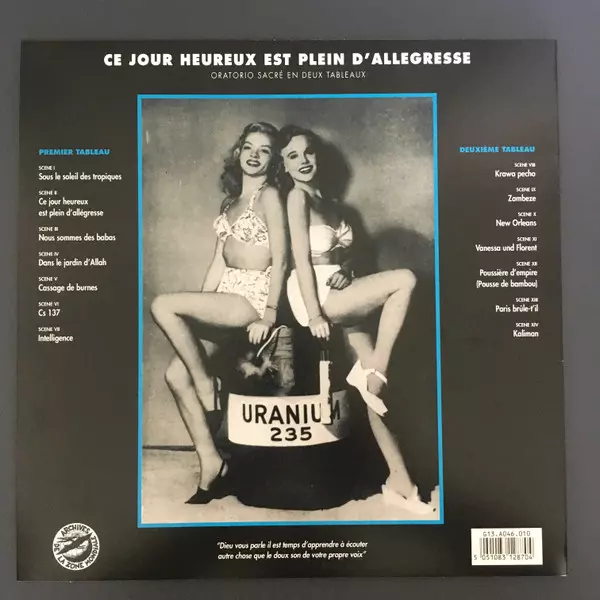 CE JOUR HEUREUX EST PLEIN D'ALLEGRESSE
ORATORIO SACRÉ EN DEUX TABLEAUX
PREMIER TABLEAU
SCENE I
Sous le soleil des tropiques
SCENE II
Ce jour heureux
est plein d'allégresse
SCENE III
Nous sommes des babas
SCENE IV
Dans le jardin d'Allah
SCENE V
Cassage de burnes
SCENE VI
Cs 137
SCENE VII
Intelligence
DEUXIÈME TABLEAU
SCENE VIII
Krawa pecho
SCENE IX
Zambeze
SCENE X
New Orleans
SCENE XI
Vanessa und Florent
SCENE XII
Poussière d'empire
(Pousse de bambou)
SCENE XIII
Paris brûle-t'il
SCENE XIV
Kaliman
URANIUM
235
ARCHIVES
DE LA ZONE MONDIALE
"Dieu vous parle il est temps d'apprendre à écouter
autre chose que le doux son de votre propre voix"
G13.A046.010
5 051083 128704